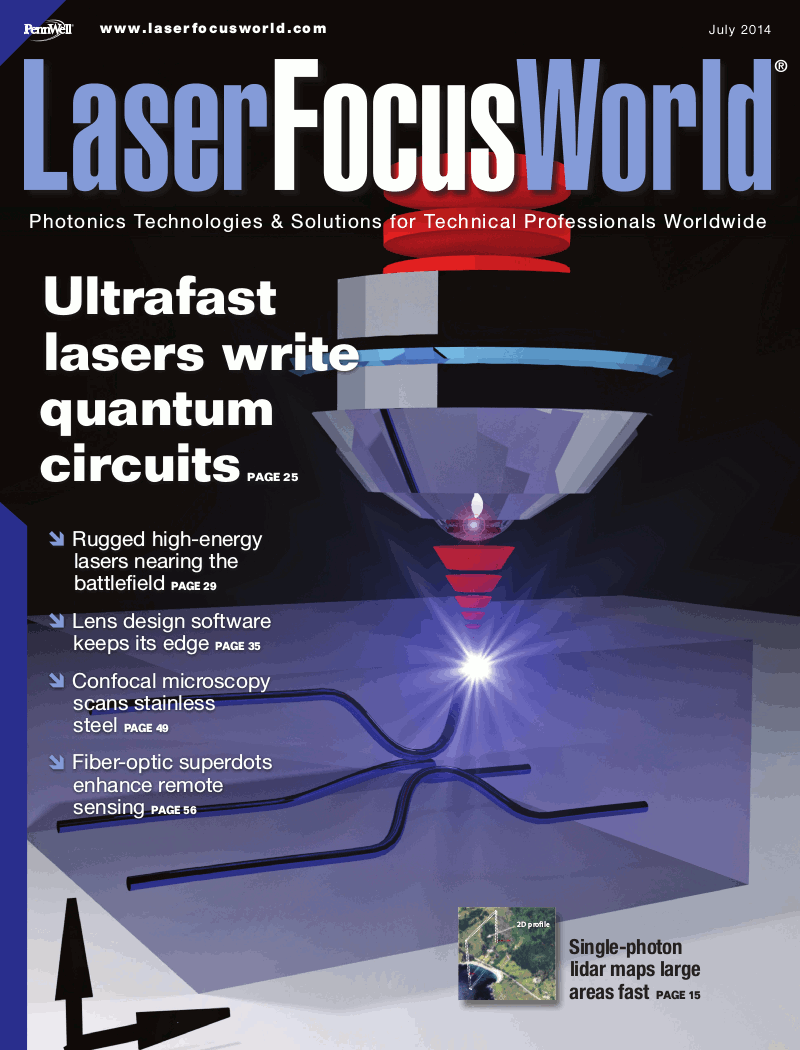 PennWell
www.laserfocusworld.com
July 2014
LaserFocusWorld®
Photonics Technologies & Solutions for Technical Professionals Worldwide
Ultrafast
lasers write
quantum
circuits PAGE 25
Rugged high-energy
lasers nearing the
battlefield PAGE 29
Lens design software
keeps its edge PAGE 35
Confocal microscopy
scans stainless
steel PAGE 49
Fiber-optic superdots
enhance remote
sensing PAGE 56
2D profile
Single-photon
lidar maps large
areas fast PAGE 15